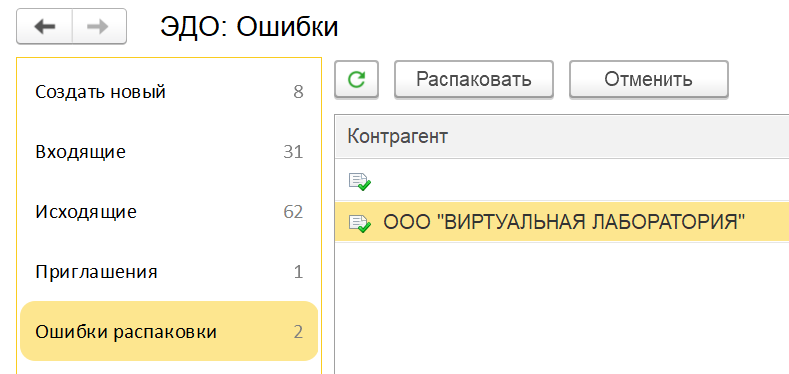 ЭДО: Ошибки
Создать новый 8
Входящие 31
Исходящие 62
Приглашения 1
Ошибки распаковки 2
Распаковать Отменить
Контрагент
ООО "ВИРТУАЛЬНАЯ ЛАБОРАТОРИЯ"